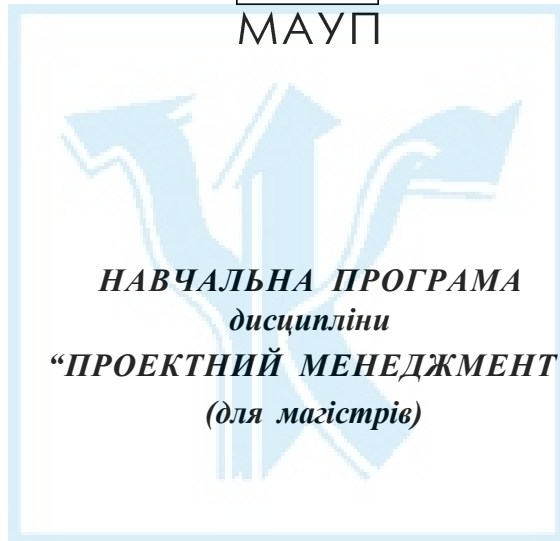 МАУП
НАВЧАЛЬНА ПРОГРАМА
дисципліни
“ПРОЕКТНИЙ МЕНЕДЖМЕНТ
(для магістрів)